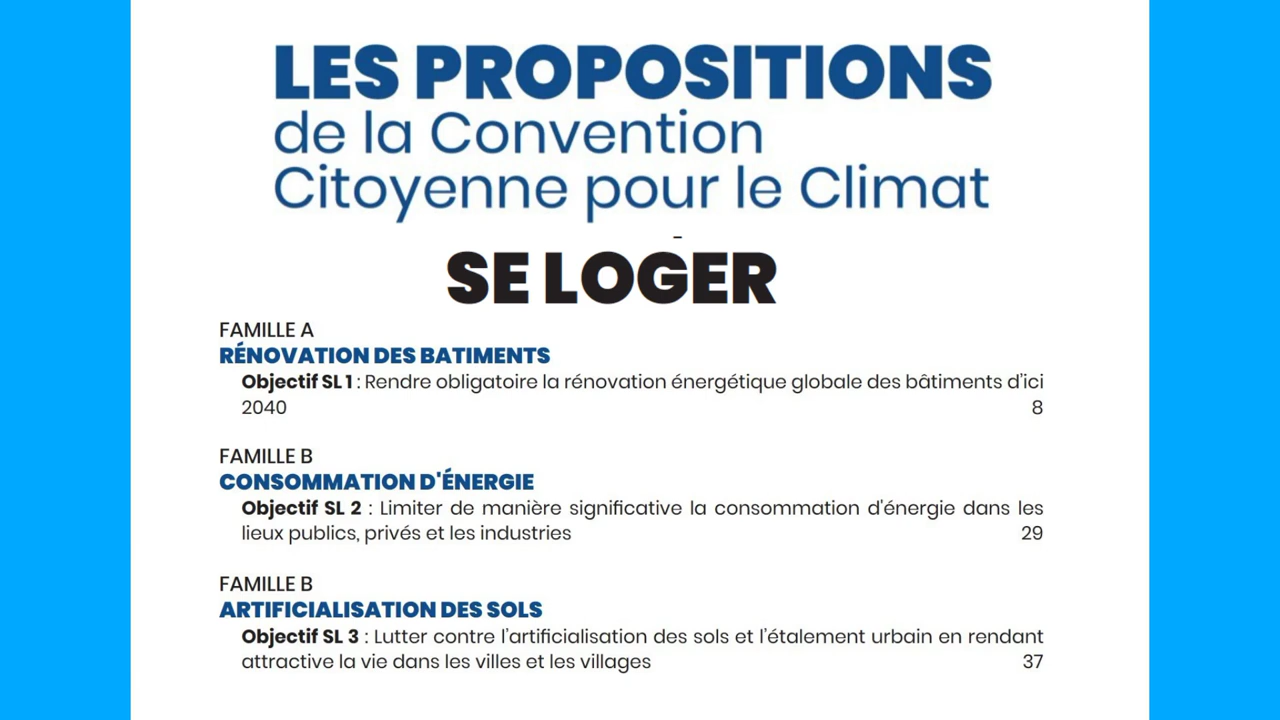 LES PROPOSITIONS
de la Convention
Citoyenne pour le Climat
-
SE LOGER
FAMILLE A
RÉNOVATION DES BATIMENTS
Objectif SL 1 : Rendre obligatoire la rénovation énergétique globale des bâtiments d'ici
2040 8
FAMILLE B
CONSOMMATION D'ÉNERGIE
Objectif SL 2 : Limiter de manière significative la consommation d'énergie dans les
lieux publics, privés et les industries 29
FAMILLE B
ARTIFICIALISATION DES SOLS
Objectif SL 3 : Lutter contre l'artificialisation des sols et l'étalement urbain en rendant
attractive la vie dans les villes et les villages 37